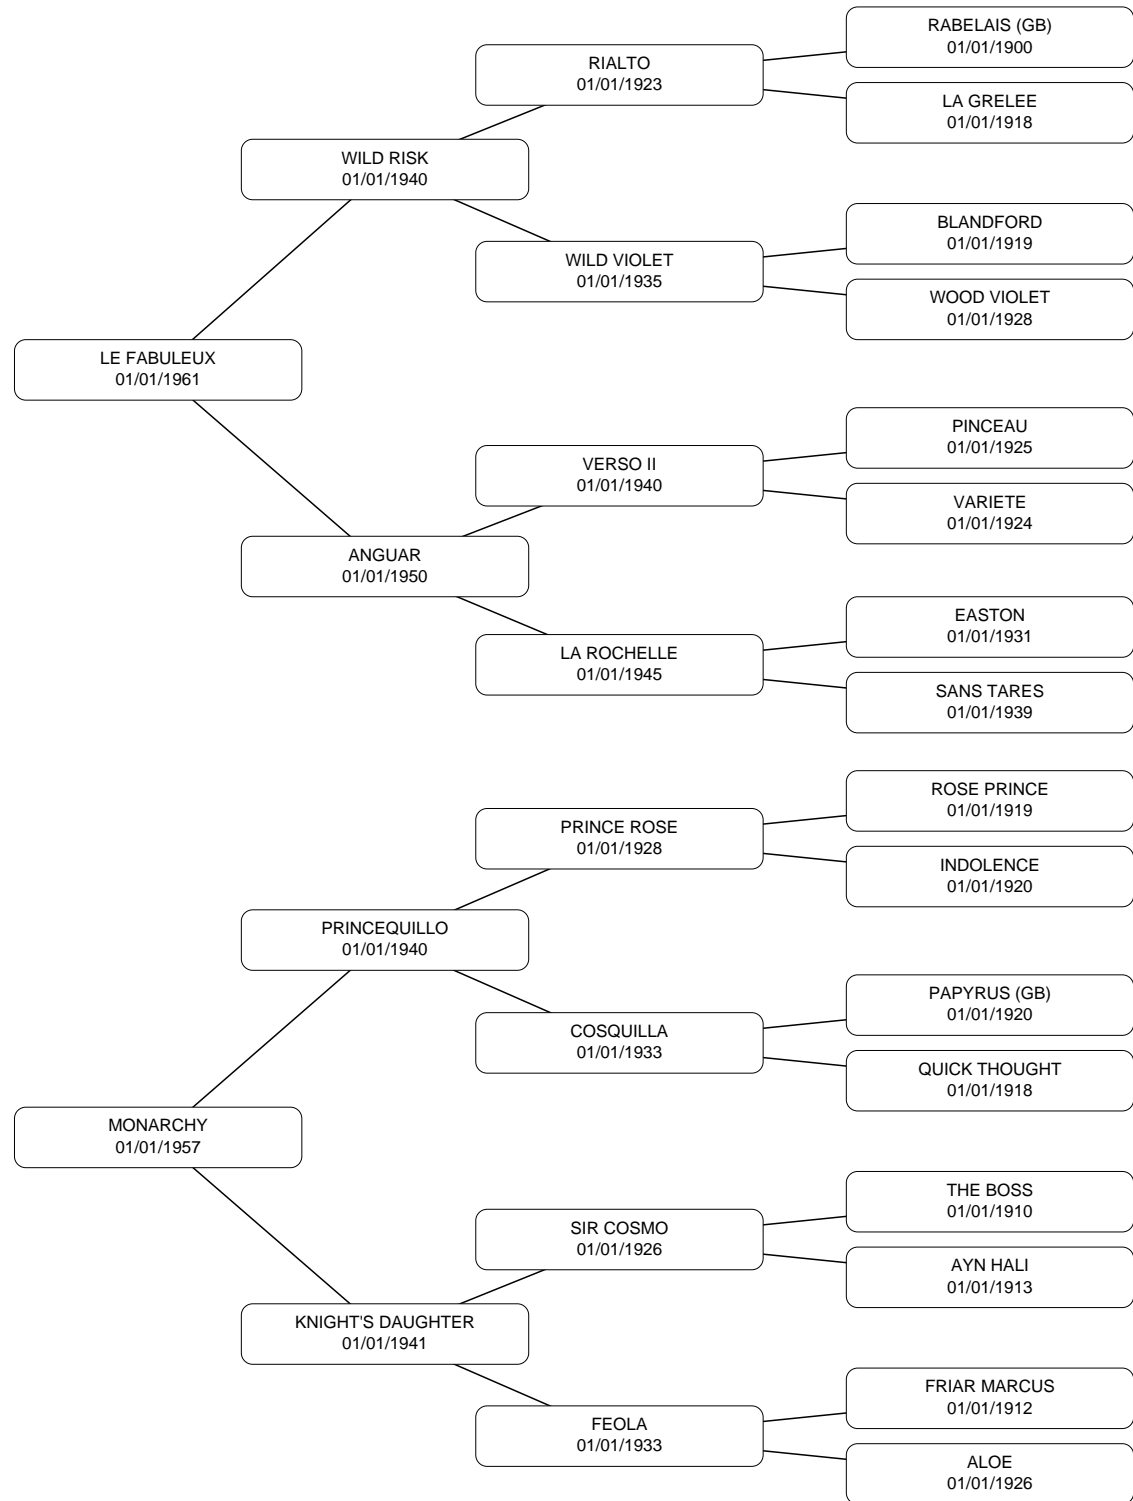 RABELAIS (GB)
01/01/1900
RIALTO
01/01/1923
LA GRELEE
01/01/1918
WILD RISK
01/01/1940
BLANDFORD
01/01/1919
WILD VIOLET
01/01/1935
WOOD VIOLET
01/01/1928
LE FABULEUX
01/01/1961
PINCEAU
01/01/1925
VERSO II
01/01/1940
VARIETE
01/01/1924
ANGUAR
01/01/1950
EASTON
01/01/1931
LA ROCHELLE
01/01/1945
SANS TARES
01/01/1939
ROSE PRINCE
01/01/1919
PRINCE ROSE
01/01/1928
INDOLENCE
01/01/1920
PRINCEQUILLO
01/01/1940
PAPYRUS (GB)
01/01/1920
COSQUILLA
01/01/1933
QUICK THOUGHT
01/01/1918
MONARCHY
01/01/1957
THE BOSS
01/01/1910
SIR COSMO
01/01/1926
AYN HALI
01/01/1913
KNIGHT'S DAUGHTER
01/01/1941
FRIAR MARCUS
01/01/1912
FEOLA
01/01/1933
ALOE
01/01/1926